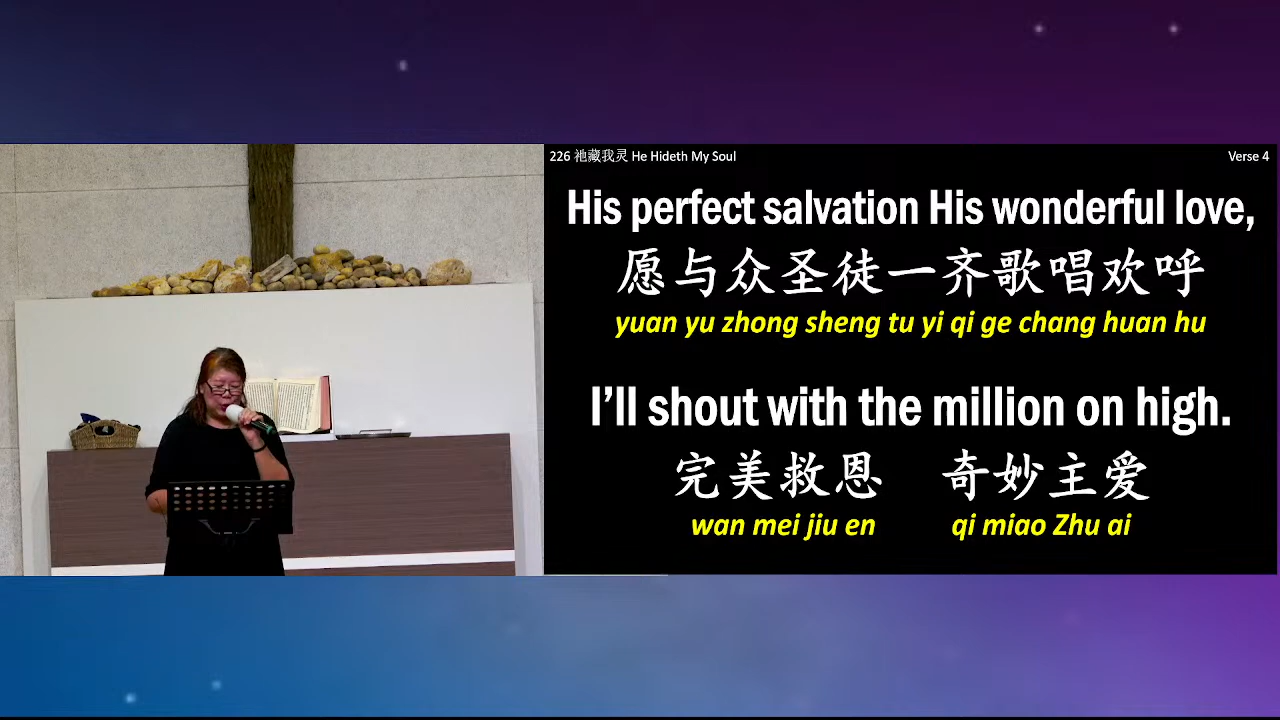 226 祂藏我灵 He Hideth My Soul
Verse 4
His perfect salvation His wonderful love,
愿与众圣徒一齐歌唱欢呼
yuan yu zhong sheng tu yi qi ge chang huan hu
I'll shout with the million on high.
完美救恩 奇妙主爱
wan mei jiu en qi miao Zhu ai